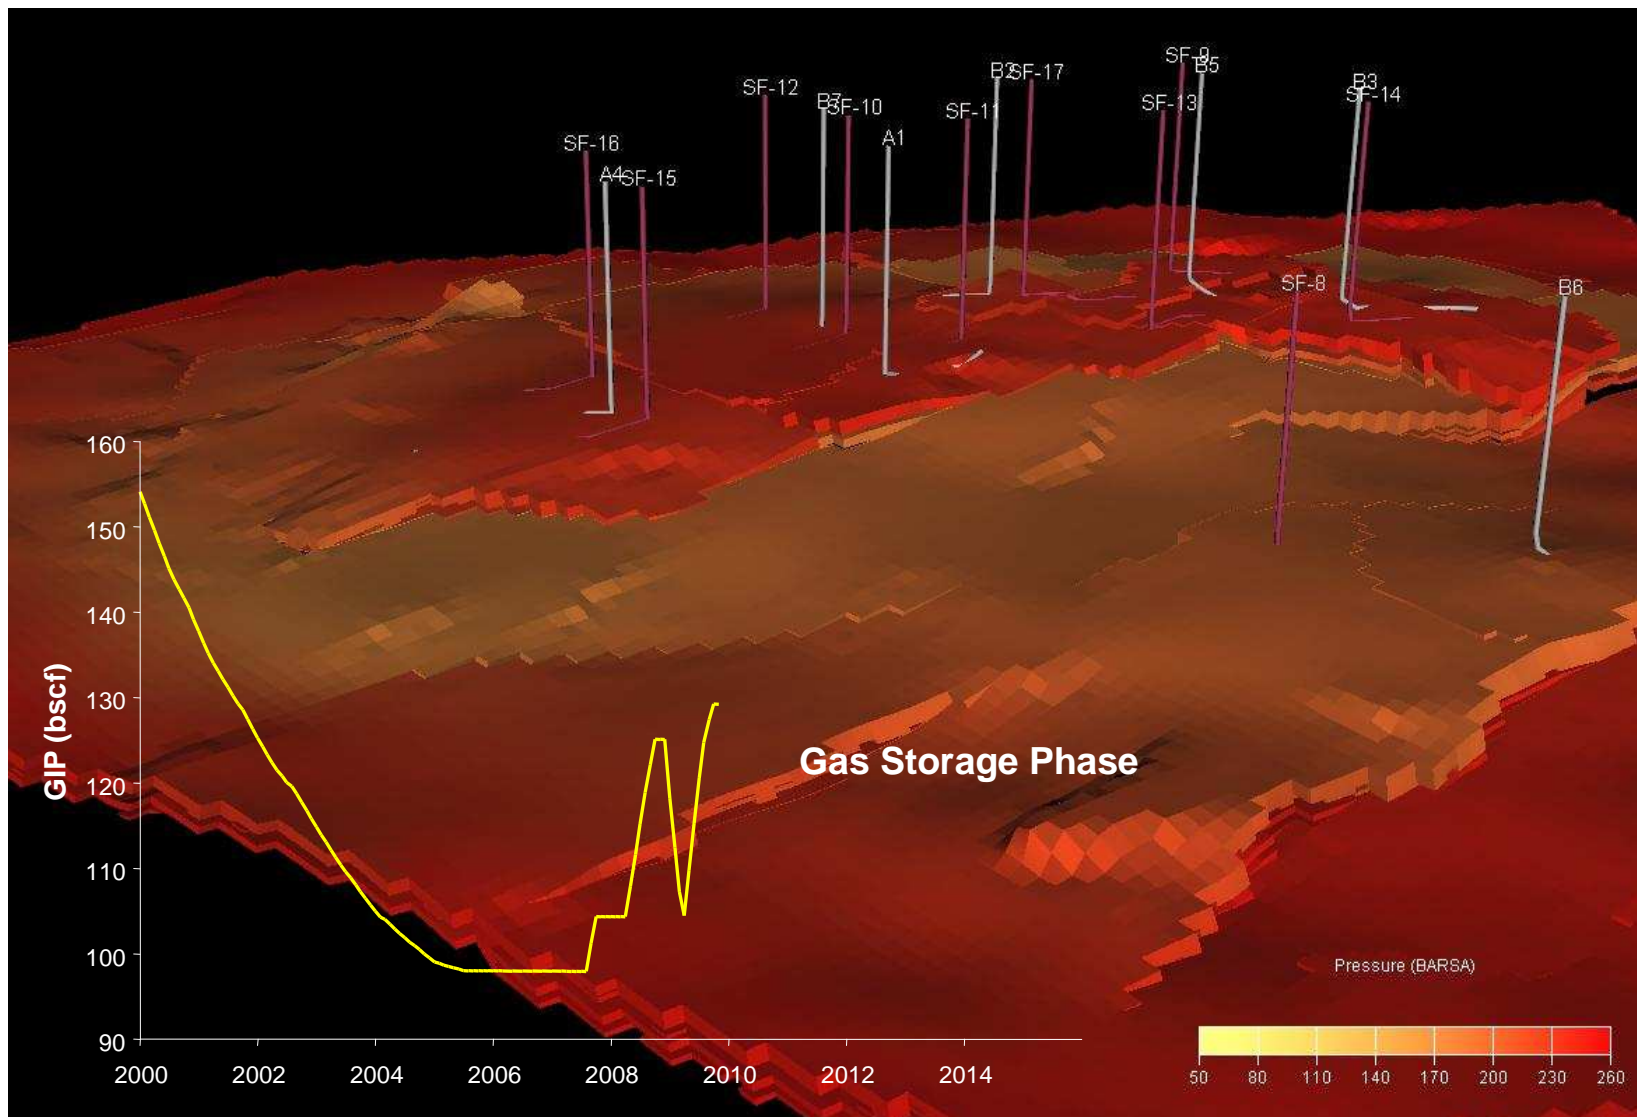 SF-9
B5
B2
SF-17
B3
SF-14
SF-12
B7
SF-10
SF-11
SF-13
A1
SF-16
A4
SF-15
SF-8
B6
160
150
140
130
120
110
100
90
GIP (bscf)
Gas Storage Phase
Pressure (BARSA)
2000 2002 2004 2006 2008 2010 2012 2014
50 80 110 140 170 200 230 260